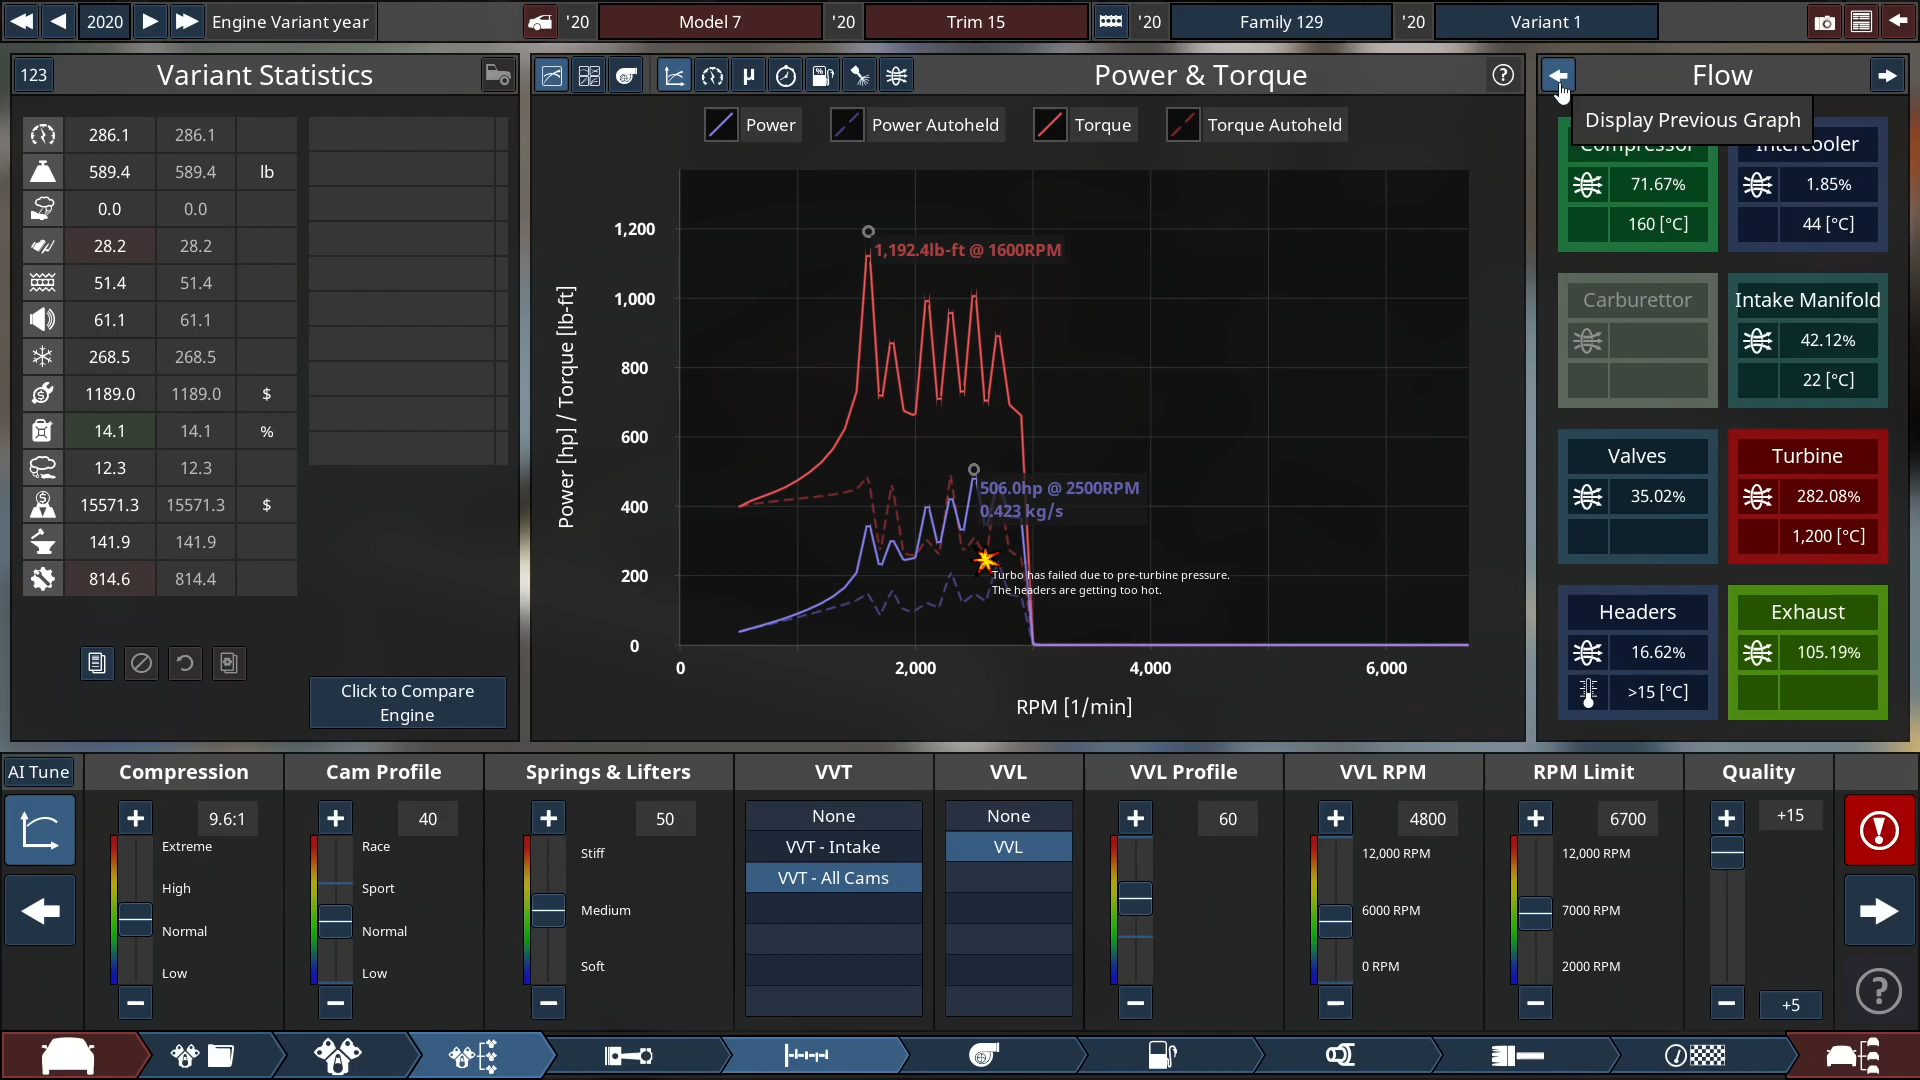 2020 Engine Variant year '20 Model 7 '20 Trim 15 '20 Family 129 '20 Variant 1
123 Variant Statistics
286.1 286.1
589.4 589.4 lb
0.0 0.0
28.2 28.2
51.4 51.4
61.1 61.1
268.5 268.5
1189.0 1189.0 $
14.1 14.1 %
12.3 12.3
15571.3 15571.3 $
141.9 141.9
814.6 814.4
Click to Compare
Engine
μ
Power & Torque
?
Power Power Autoheld Torque Torque Autoheld
Power [hp] / Torque [lb-ft]
1,200
1,000
800
600
400
200
0
1,192.4lb-ft @ 1600RPM
506.0hp @ 2500RPM
0.423 kg/s
Turbo has failed due to pre-turbine pressure.
The headers are getting too hot.
0 2,000 4,000 6,000
RPM [1/min]
Flow
Display Previous Graph
Compressor Intercooler
71.67% 1.85%
160 [°C] 44 [°C]
Carburettor Intake Manifold
42.12%
22 [°C]
Valves Turbine
35.02% 282.08%
1,200 [°C]
Headers Exhaust
16.62% 105.19%
>15 [°C]
AI Tune
Compression
9.6:1
Extreme
High
Normal
Low
Cam Profile
40
Race
Sport
Normal
Low
Springs & Lifters
50
Stiff
Medium
Soft
VVT
None
VVT - Intake
VVT - All Cams
VVL
None
VVL
VVL Profile
60
VVL RPM
4800
12,000 RPM
6000 RPM
0 RPM
RPM Limit
6700
12,000 RPM
7000 RPM
2000 RPM
Quality
+15
+5
?